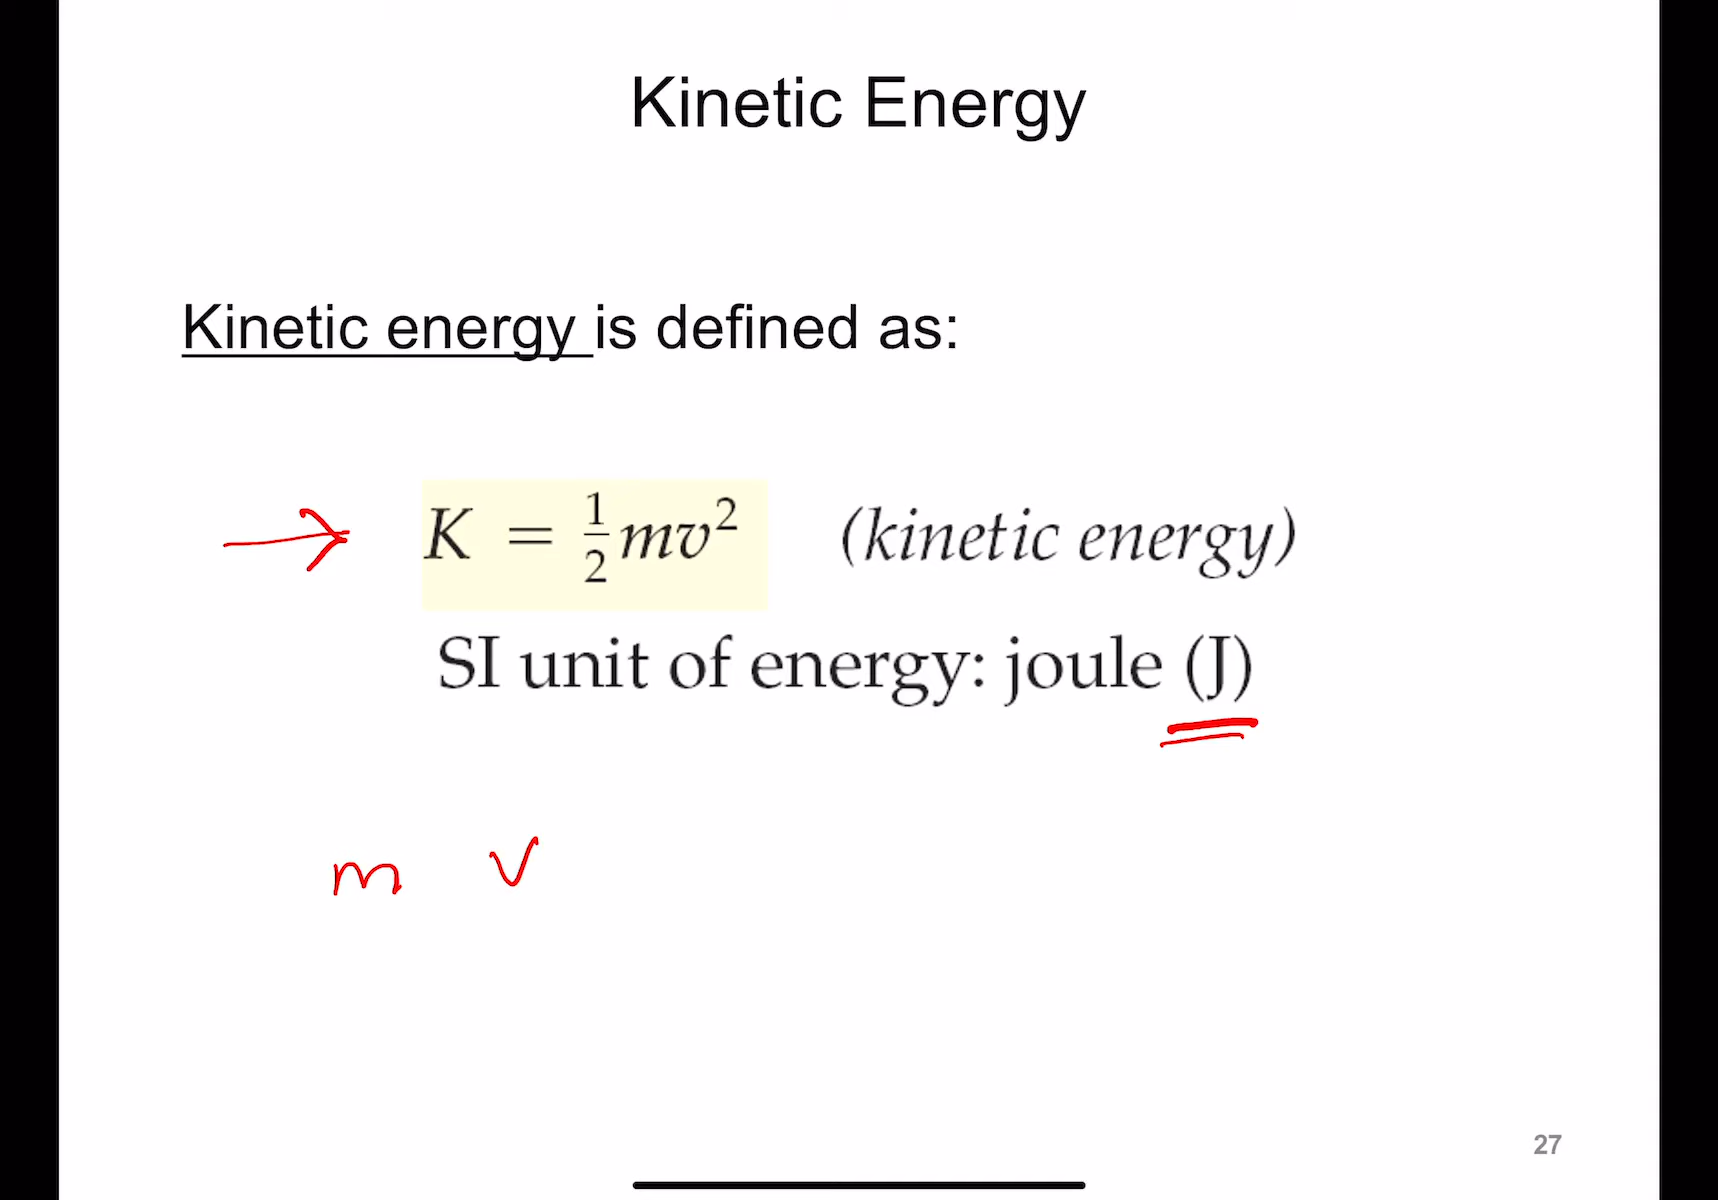 Kinetic Energy
Kinetic energy is defined as:
K = ½mv² (kinetic energy)
SI unit of energy: joule (J)
m v
27